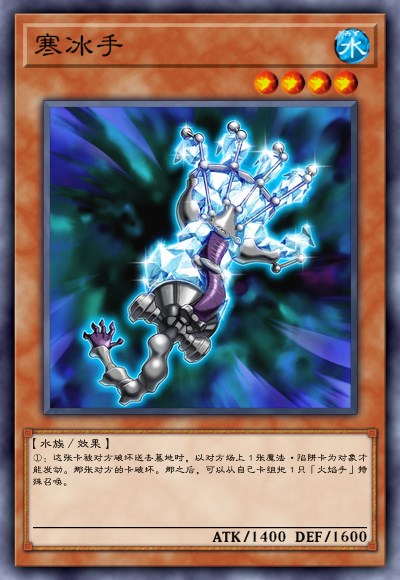 寒冰手
みず
水
【水族／效果】
①：这张卡被对方破坏送去墓地时，以对方场上１张魔法·陷阱卡为对象才
能发动。那张对方的卡破坏。那之后，可以从自己卡组把１只「火焰手」特
殊召唤。
ATK/1400 DEF/1600